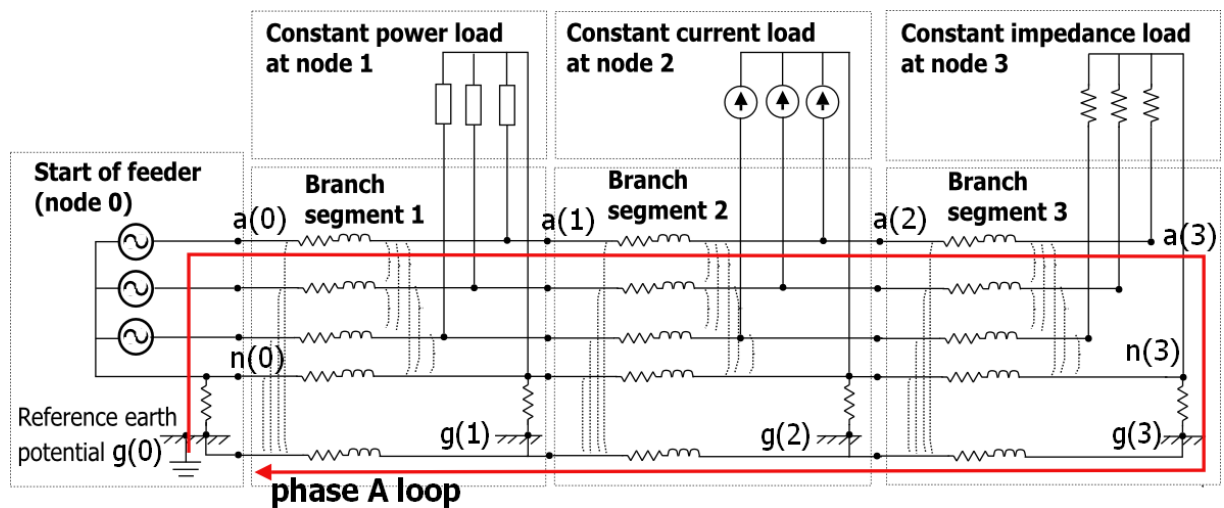 Constant power load
at node 1
Constant current load
at node 2
Constant impedance load
at node 3
Start of feeder
(node 0)
Branch
segment 1
Branch
segment 2
Branch
segment 3
a(0)
a(1)
a(2)
a(3)
n(0)
n(3)
Reference earth
potential g(0)
g(1)
g(2)
g(3)
phase A loop